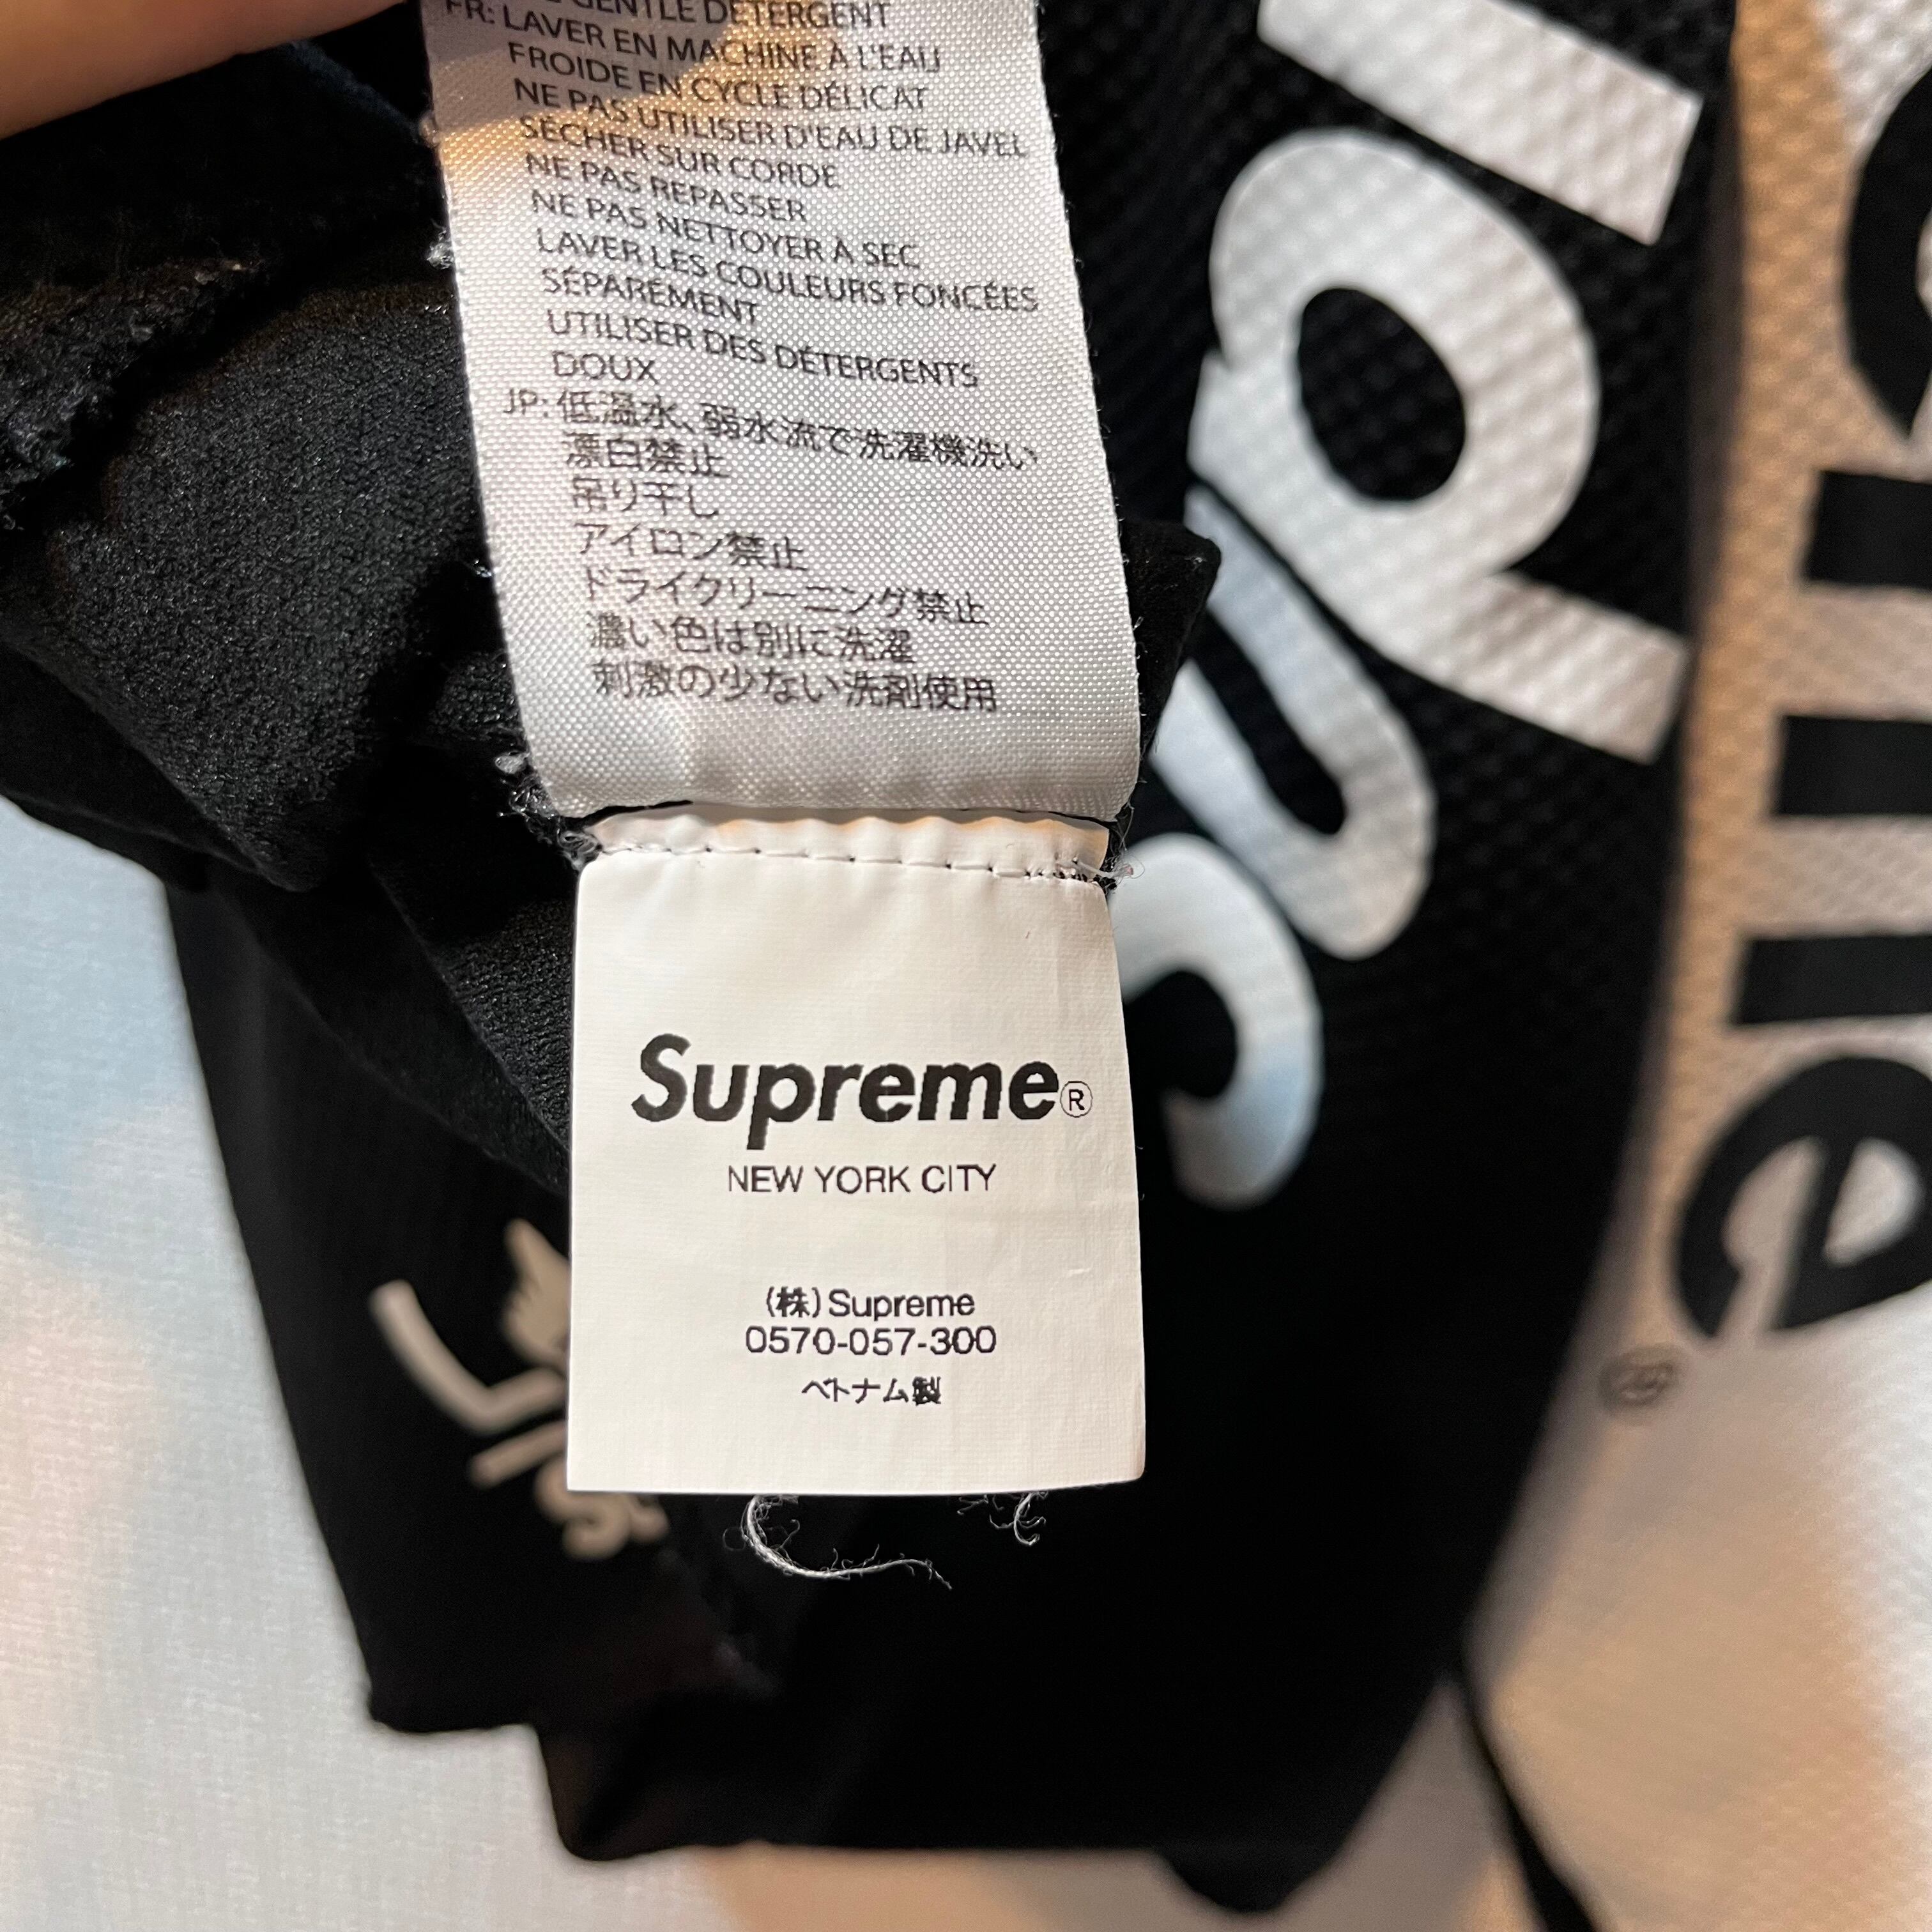 GENTLE DETERGENT
FR: LAVER EN MACHINE À L'EAU
FROIDE EN CYCLE DÉLICAT
NE PAS UTILISER D'EAU DE JAVEL
SÉCHER SUR CORDE
NE PAS REPASSER
NE PAS NETTOYER À SEC
LAVER LES COULEURS FONCÉES
SÉPARÉMENT
UTILISER DES DÉTERGENTS
DOUX
JP: 低温水、弱水流で洗濯機洗い
漂白禁止
吊り干し
アイロン禁止
ドライクリーニング禁止
濃い色は別に洗濯
刺激の少ない洗剤使用
Supreme®
NEW YORK CITY
(株)Supreme
0570-057-300
ベトナム製